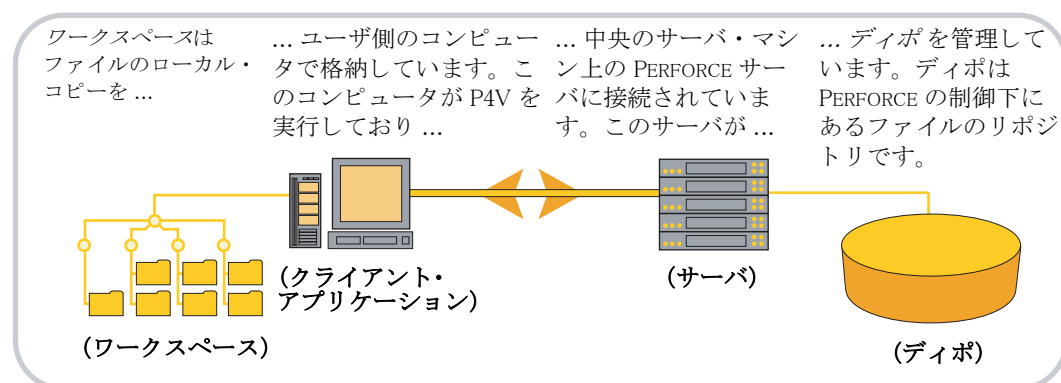 ワークスペースは
ファイルのローカル・
コピーを ...
... ユーザ側のコンピュー
タで格納しています。こ
のコンピュータが P4V を
実行しており ...
... 中央のサーバ・マシ
ン上の PERFORCE サー
バに接続されていま
す。このサーバが ...
... ディポ を管理して
います。ディポは
PERFORCE の制御下に
あるファイルのリポジ
トリです。
(クライアント・
アプリケーション)
(サーバ)
(ワークスペース)
(ディポ)